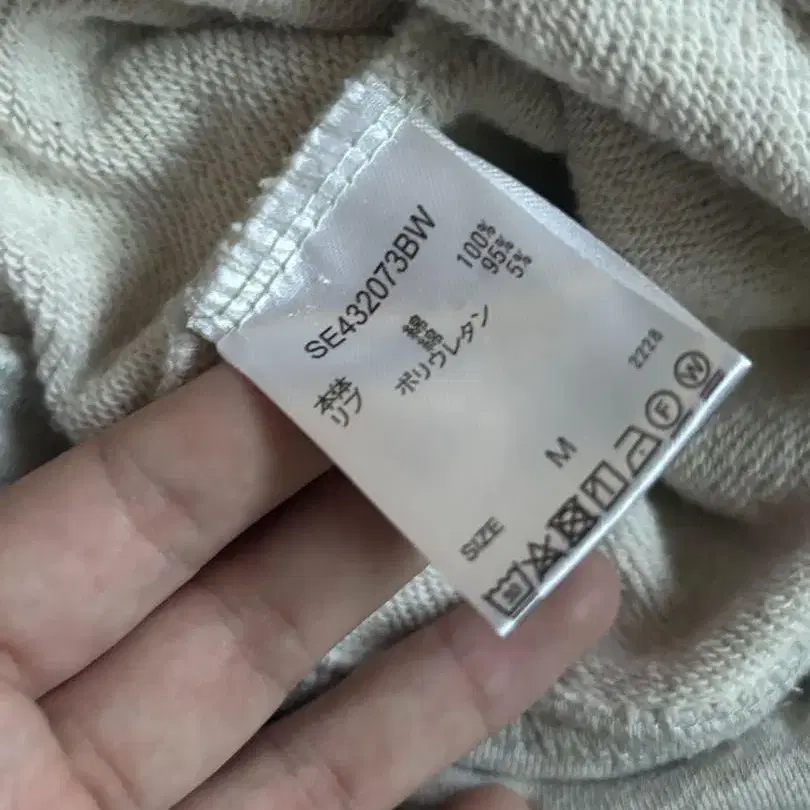 SE432073BW
本体 綿 100%
リブ 綿 95%
ポリウレタン 5%
2228
SIZE M
F W